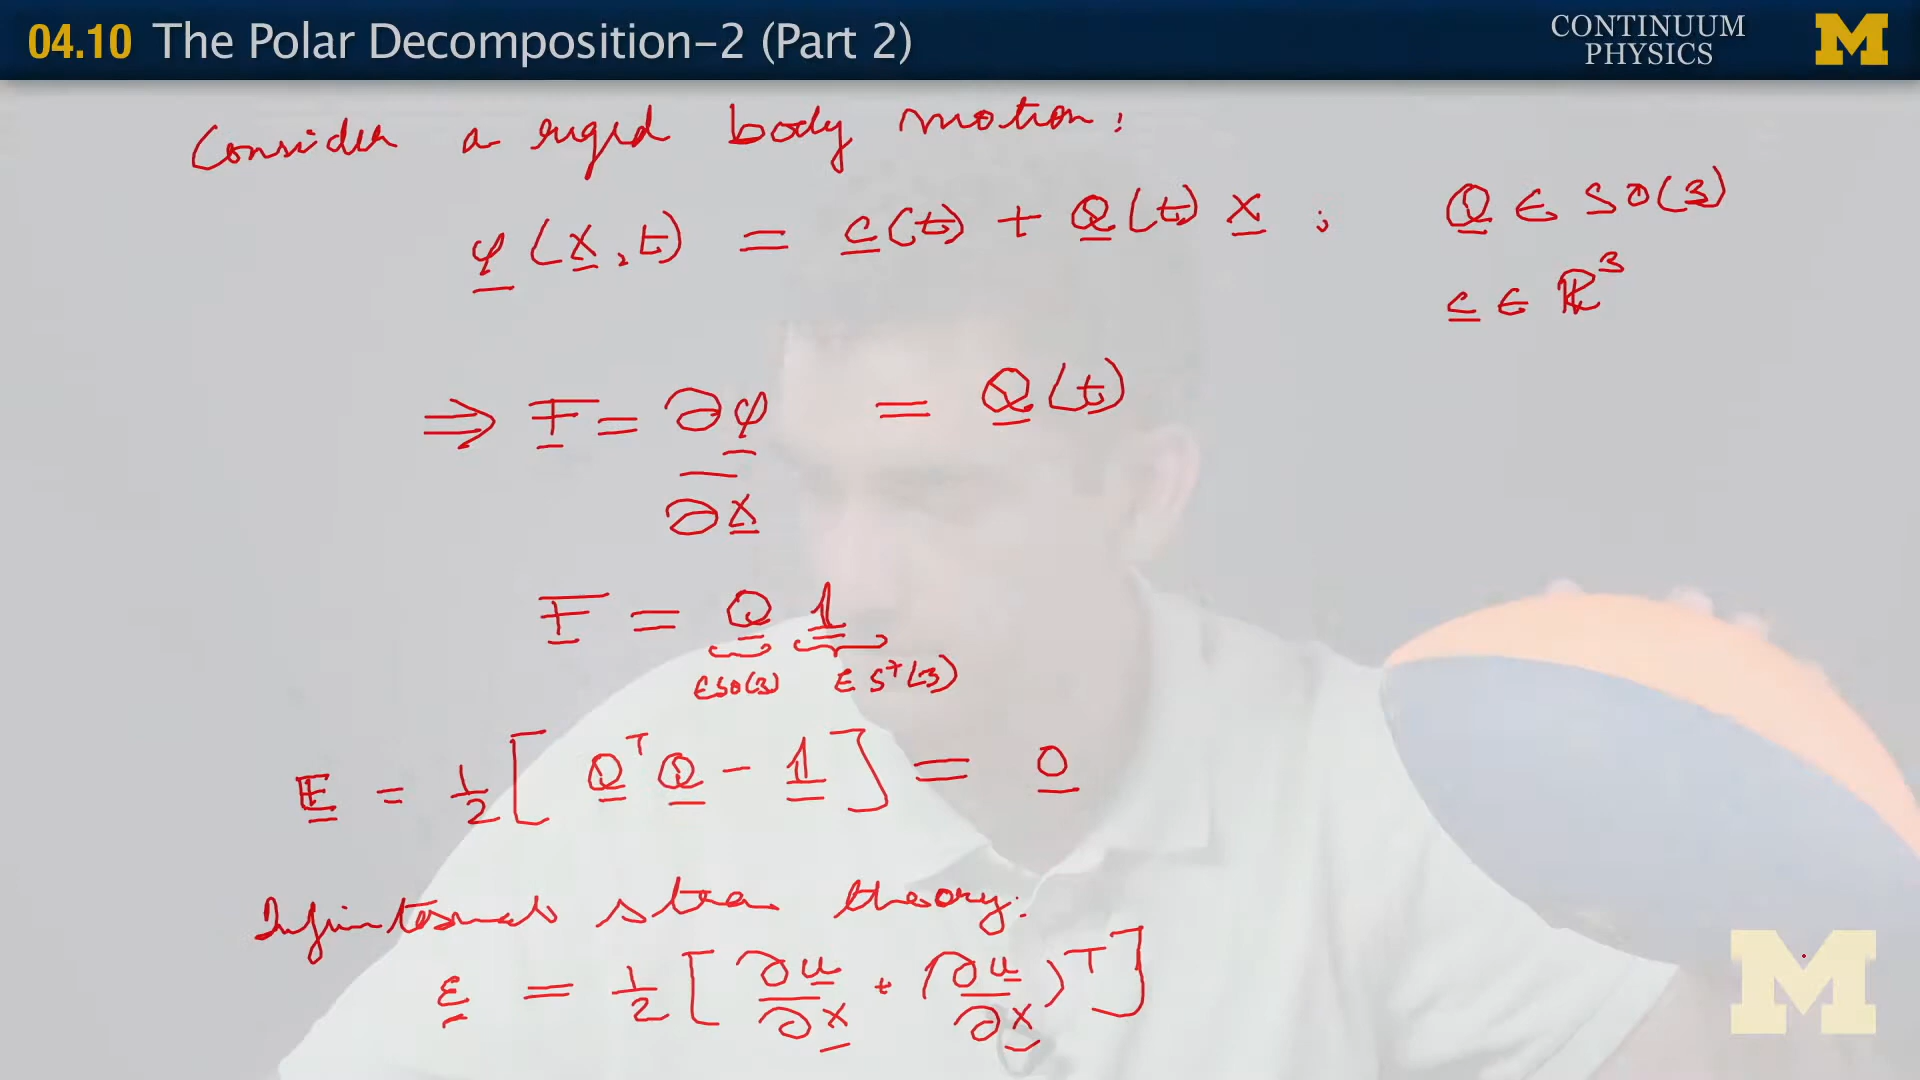 04.10 The Polar Decomposition-2 (Part 2)
CONTINUUM
PHYSICS
M
Consider a rigid body motion:
φ(X,t) = c(t) + Q(t) X ; Q ∈ SO(3)
c ∈ ℝ³
⇒ F = ∂φ/∂X = Q(t)
F = Q 1
∈ SO(3) ∈ S⁺(3)
E = 1/2 [QᵀQ - 1] = 0
Infinitesimal strain theory:
ε = 1/2 [∂u/∂X + (∂u/∂X)ᵀ]
M